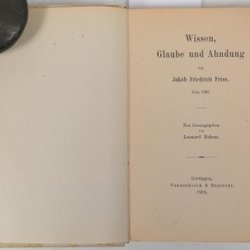 Wissen,
Glaube und Ahndung
von
Jakob Friedrich Fries.
Jena 1805.
Neu herausgegeben
von
Leonard Nelson.
Göttingen,
Vandenhoeck & Ruprecht.
1905.